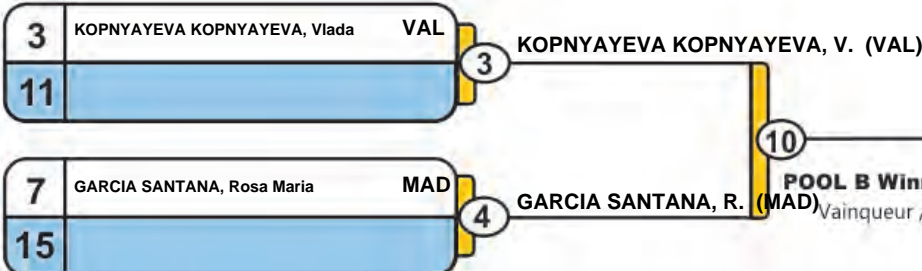 3 KOPNYAYEVA KOPNYAYEVA, Vlada VAL
11
3
KOPNYAYEVA KOPNYAYEVA, V. (VAL)
10
7 GARCIA SANTANA, Rosa Maria MAD
15
4
GARCIA SANTANA, R. (MAD)
POOL B
Vainqueur